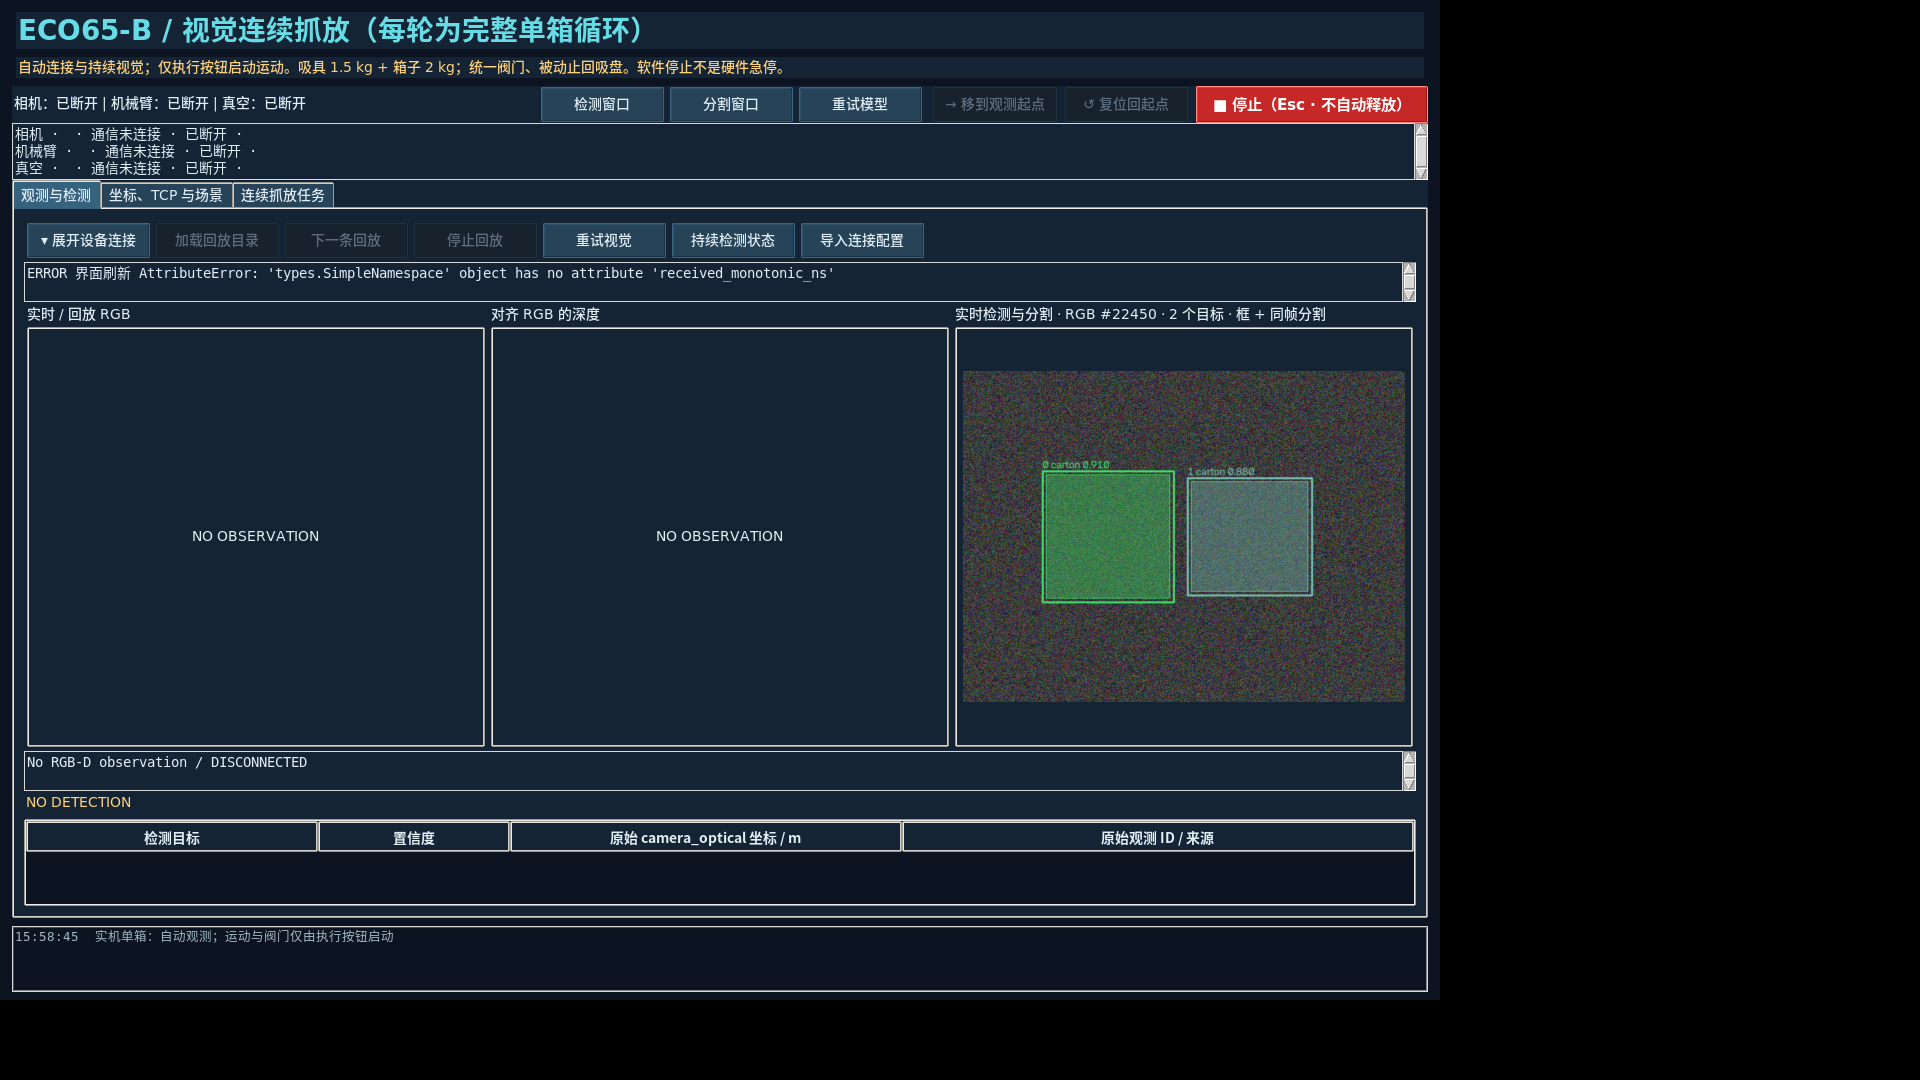 ECO65-B / 视觉连续抓放（每轮为完整单箱循环）
自动连接与持续视觉；仅执行按钮启动运动。吸具 1.5 kg + 箱子 2 kg；统一阀门、被动止回吸盘。软件停止不是硬件急停。
相机：已断开 | 机械臂：已断开 | 真空：已断开
检测窗口
分割窗口
重试模型
→ 移到观测起点
↺ 复位回起点
■ 停止（Esc · 不自动释放）
相机 · · 通信未连接 · 已断开 ·
机械臂 · · 通信未连接 · 已断开 ·
真空 · · 通信未连接 · 已断开 ·
观测与检测
坐标、TCP 与场景
连续抓放任务
▾ 展开设备连接
加载回放目录
下一条回放
停止回放
重试视觉
持续检测状态
导入连接配置
ERROR 界面刷新 AttributeError: 'types.SimpleNamespace' object has no attribute 'received_monotonic_ns'
实时 / 回放 RGB
对齐 RGB 的深度
实时检测与分割 · RGB #22450 · 2 个目标 · 框 + 同帧分割
NO OBSERVATION
NO OBSERVATION
0 carton 0.910
1 carton 0.880
No RGB-D observation / DISCONNECTED
NO DETECTION
检测目标
置信度
原始 camera_optical 坐标 / m
原始观测 ID / 来源
15:58:45 实机单箱：自动观测；运动与阀门仅由执行按钮启动